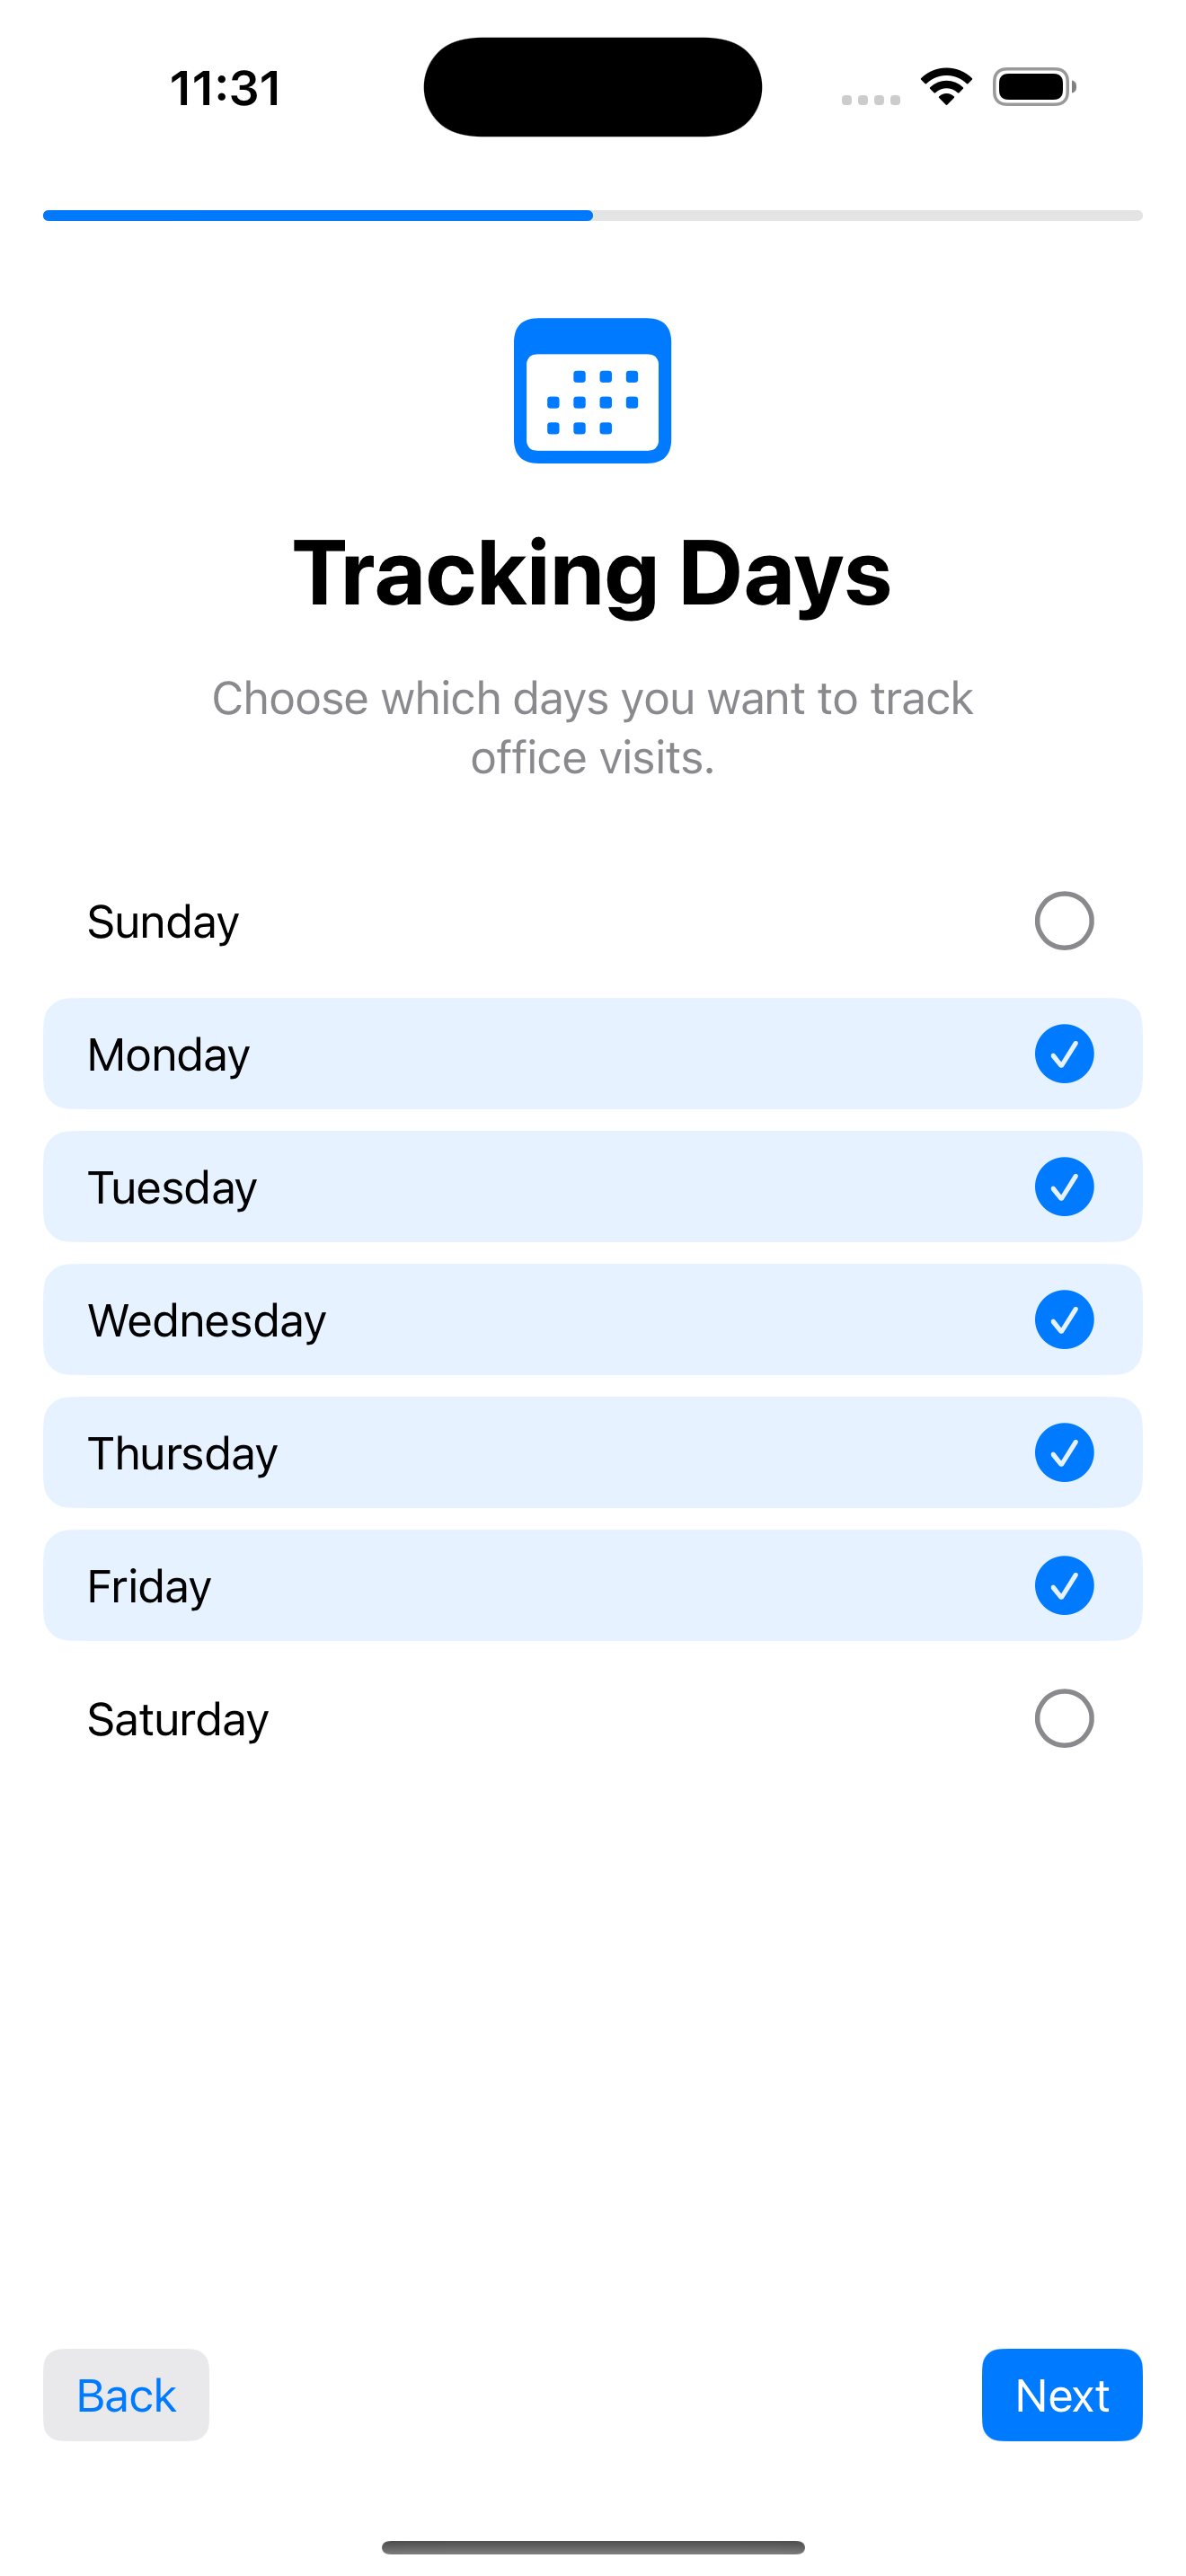 11:31
Tracking Days
Choose which days you want to track
office visits.
Sunday
Monday
Tuesday
Wednesday
Thursday
Friday
Saturday
Back
Next